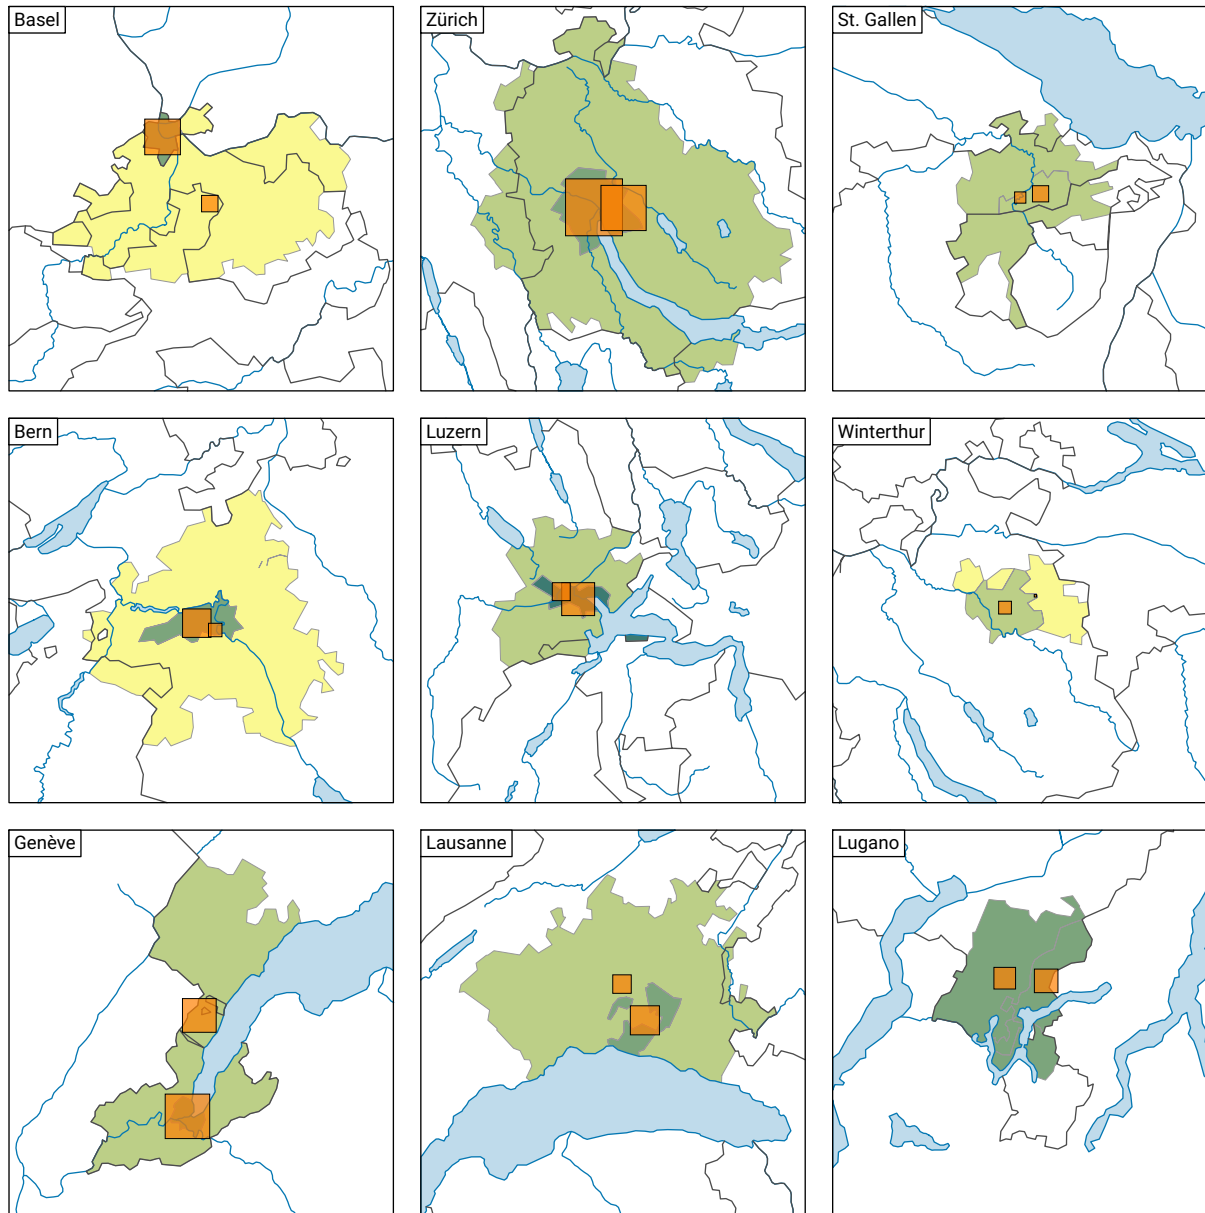 Basel
Zürich
St. Gallen
Bern
Luzern
Winterthur
Genève
Lausanne
Lugano